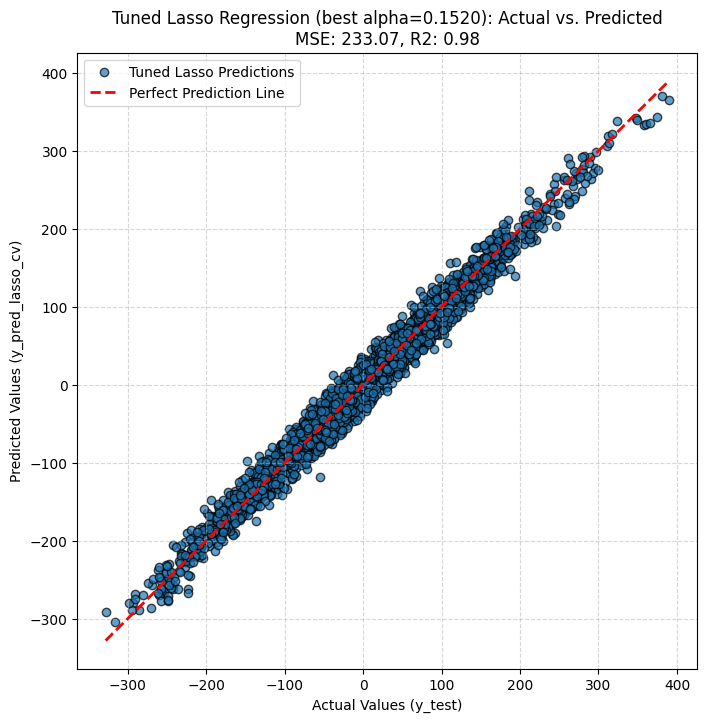 Tuned Lasso Regression (best alpha=0.1520): Actual vs. Predicted
MSE: 233.07, R2: 0.98
Tuned Lasso Predictions
Perfect Prediction Line
Predicted Values (y_pred_lasso_cv)
400
300
200
100
0
−100
−200
−300
−300 −200 −100 0 100 200 300 400
Actual Values (y_test)